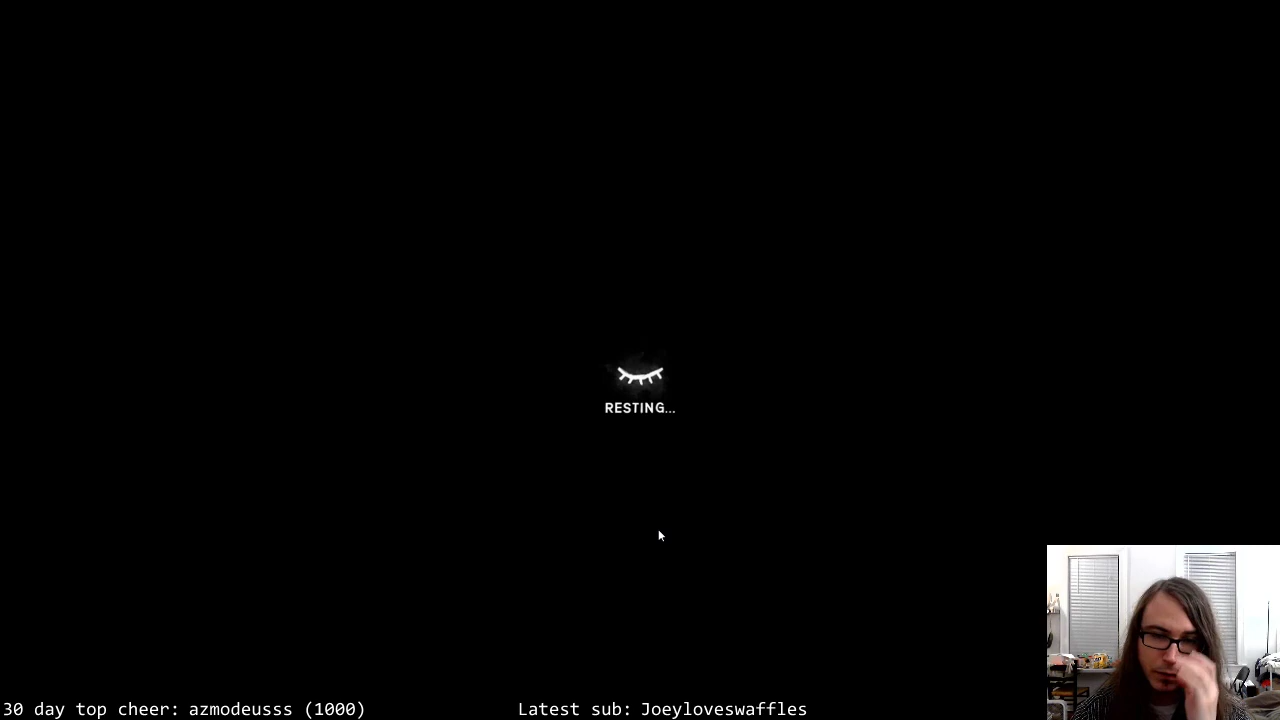 RESTING...
30 day top cheer: azmodeusss (1000)
Latest sub: Joeyloveswaffles